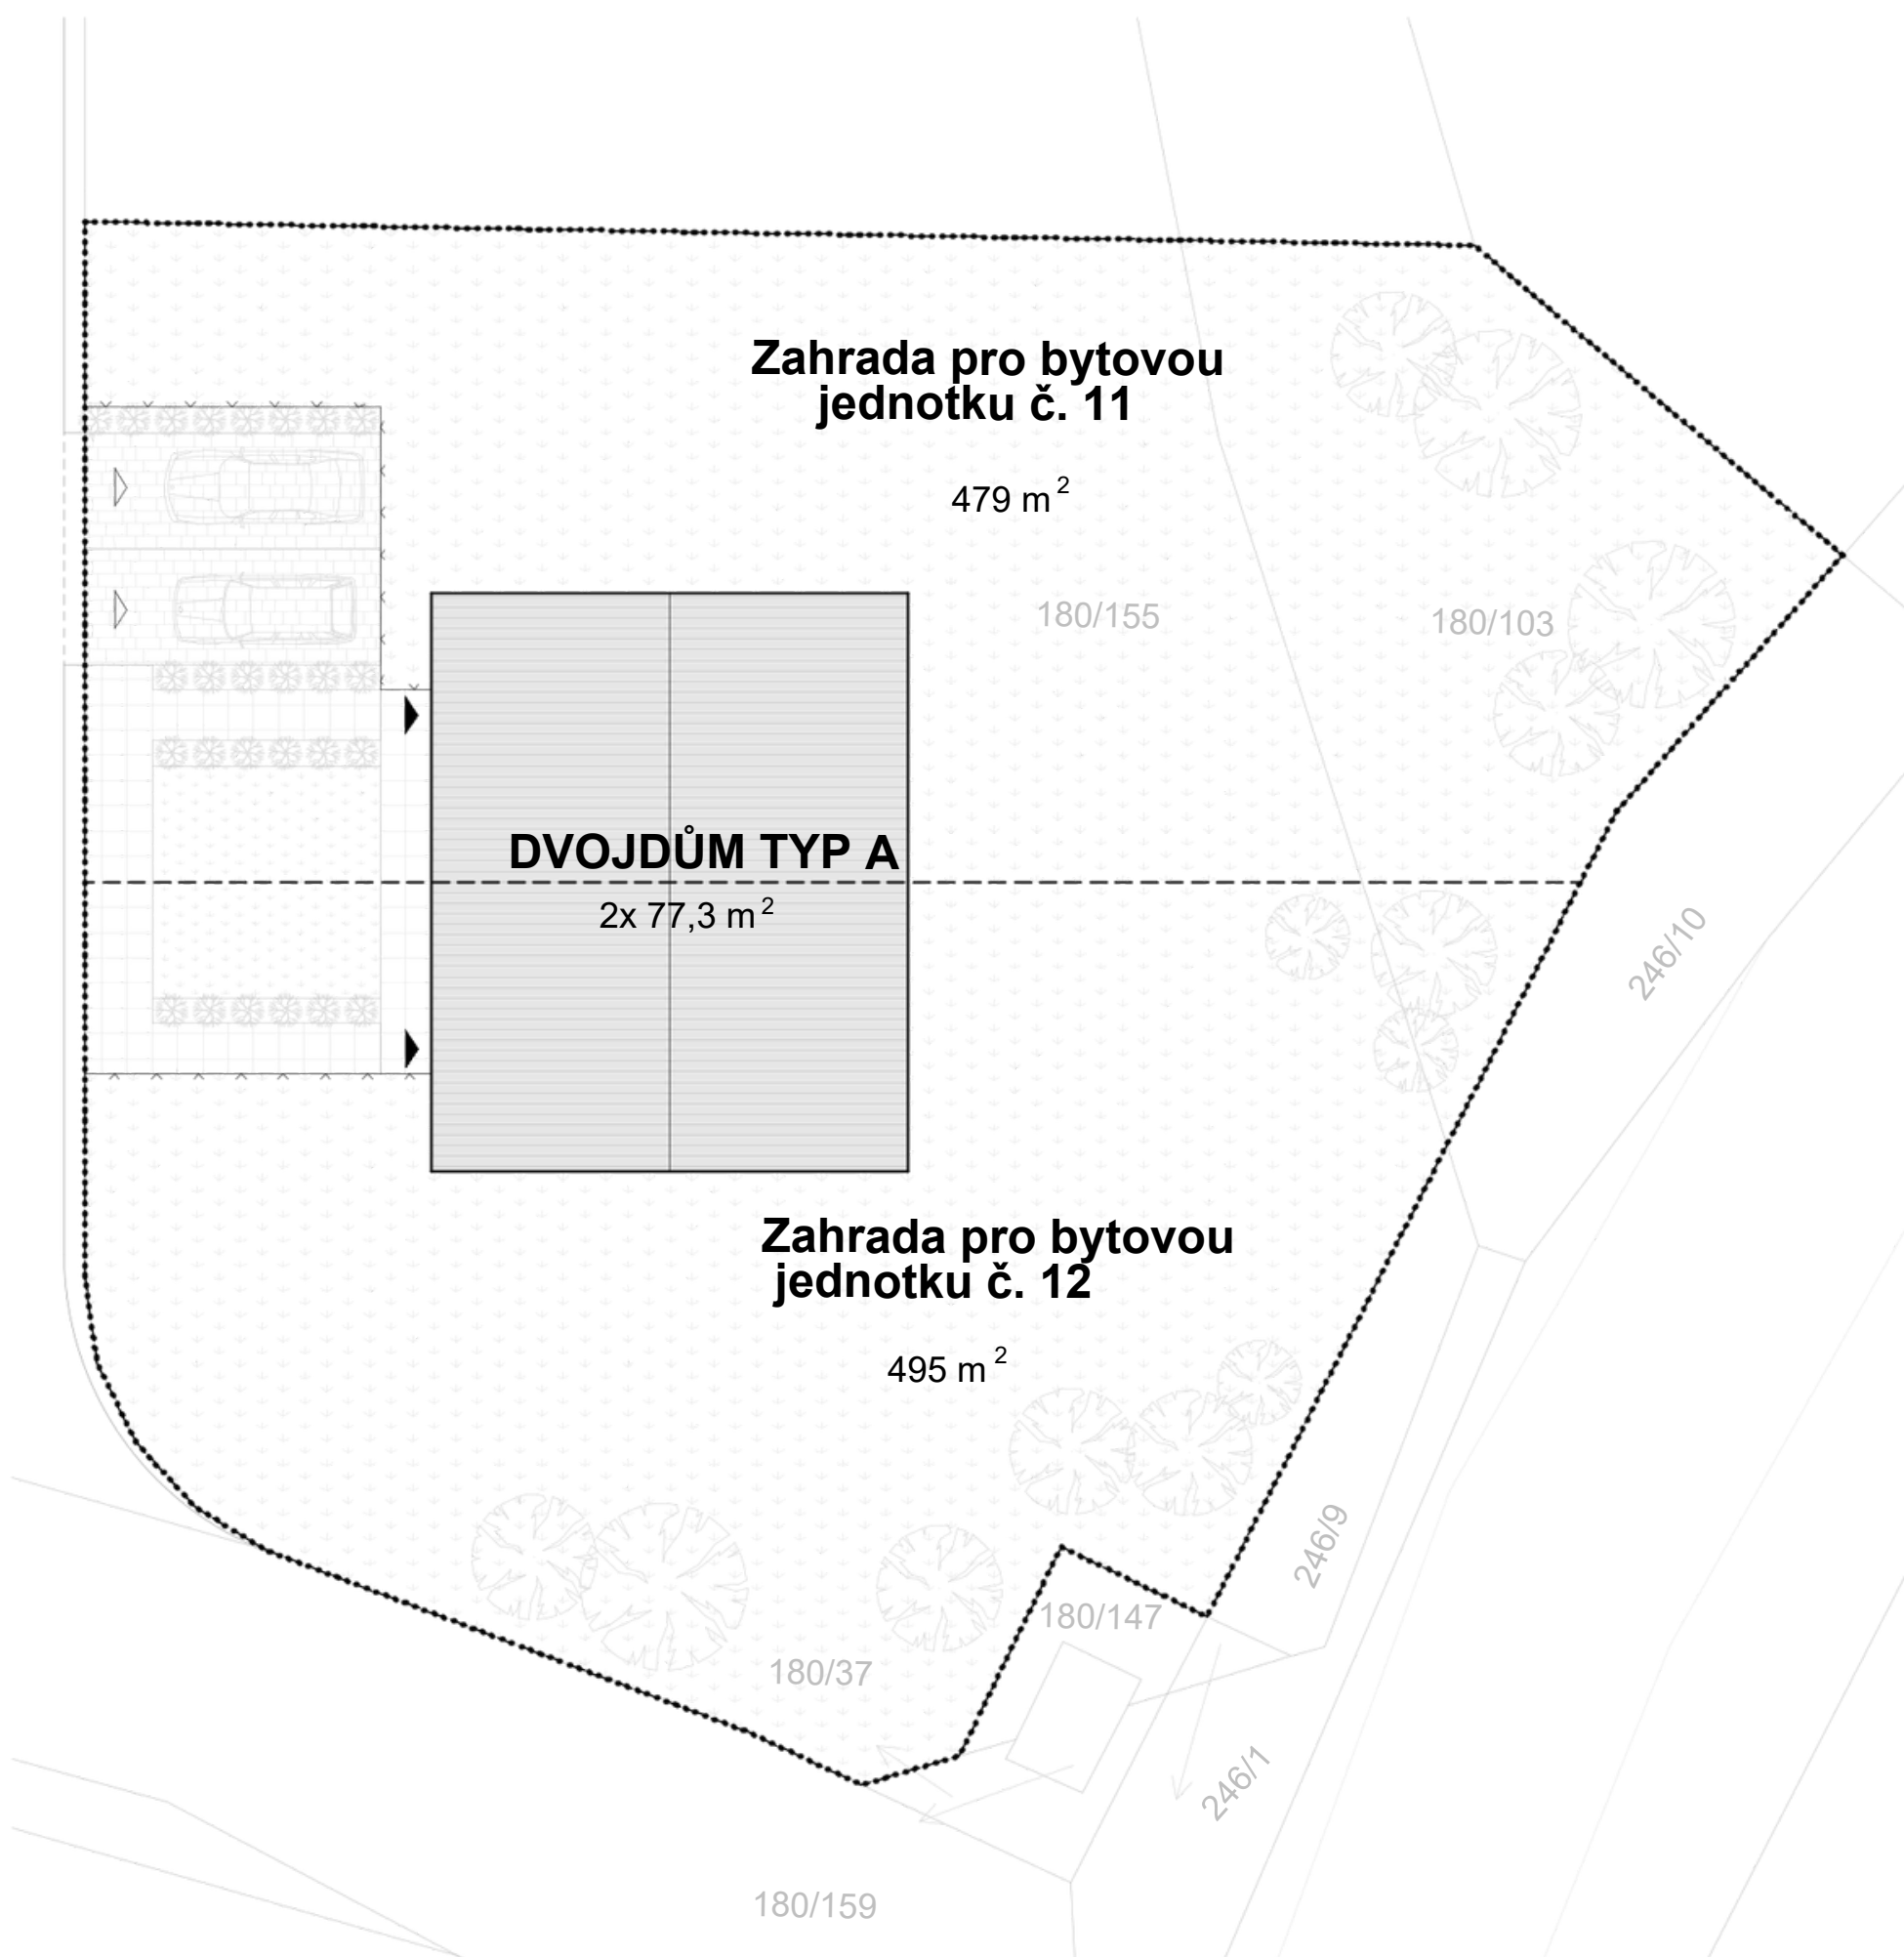 Zahrada pro bytovou
jednotku č. 11
479 m²
180/155
180/103
DVOJDŮM TYP A
2x 77,3 m²
246/10
Zahrada pro bytovou
jednotku č. 12
495 m²
246/9
180/147
180/37
246/1
180/159